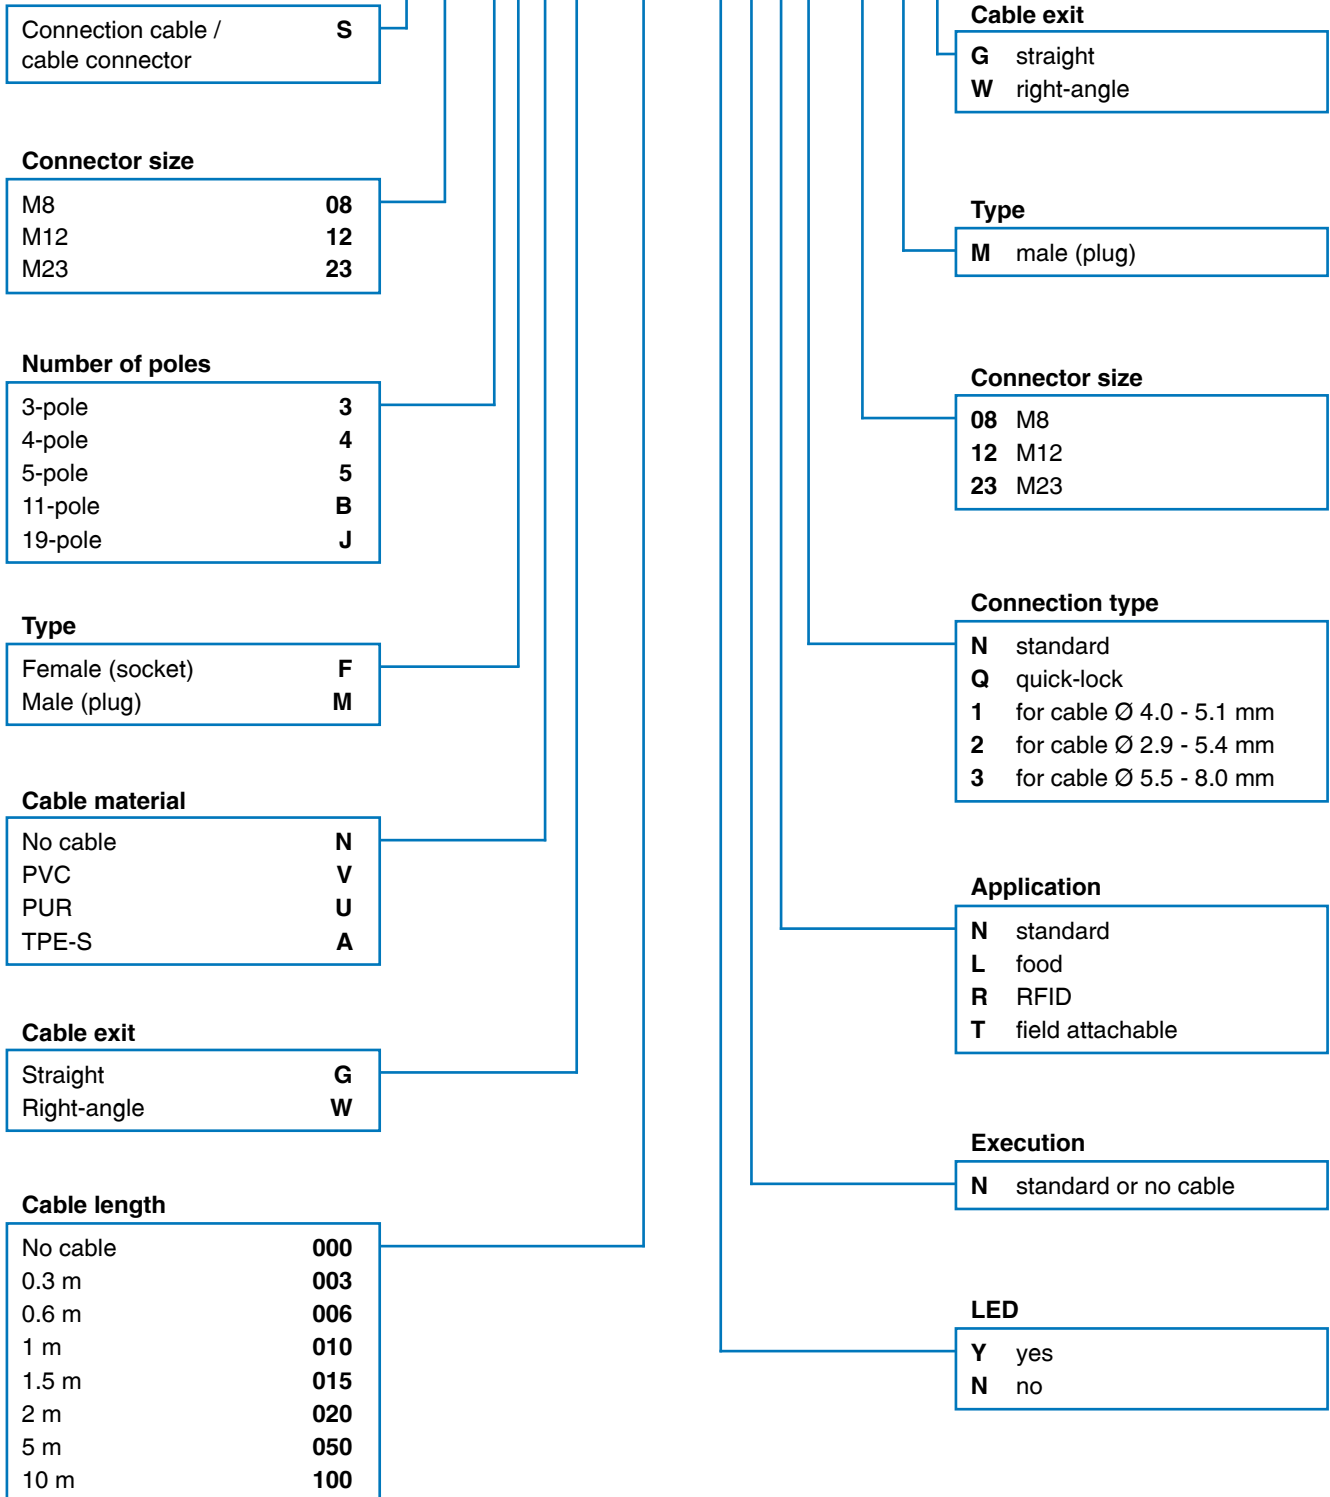 Connection cable / S
cable connector
Connector size
M8 08
M12 12
M23 23
Number of poles
3-pole 3
4-pole 4
5-pole 5
11-pole B
19-pole J
Type
Female (socket) F
Male (plug) M
Cable material
No cable N
PVC V
PUR U
TPE-S A
Cable exit
Straight G
Right-angle W
Cable length
No cable 000
0.3 m 003
0.6 m 006
1 m 010
1.5 m 015
2 m 020
5 m 050
10 m 100
Cable exit
G straight
W right-angle
Type
M male (plug)
Connector size
08 M8
12 M12
23 M23
Connection type
N standard
Q quick-lock
1 for cable Ø 4.0 - 5.1 mm
2 for cable Ø 2.9 - 5.4 mm
3 for cable Ø 5.5 - 8.0 mm
Application
N standard
L food
R RFID
T field attachable
Execution
N standard or no cable
LED
Y yes
N no